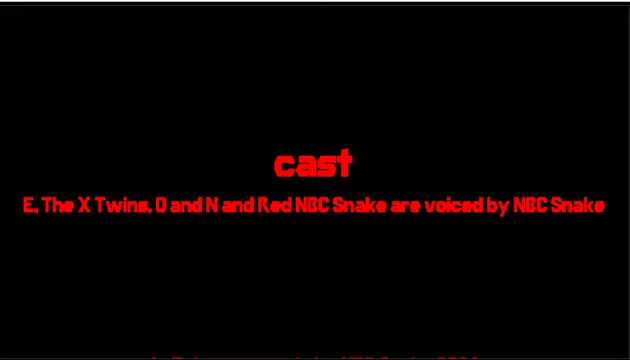 cast
E, The X Twins, O and N and Red NBC Snake are voiced by NBC Snake